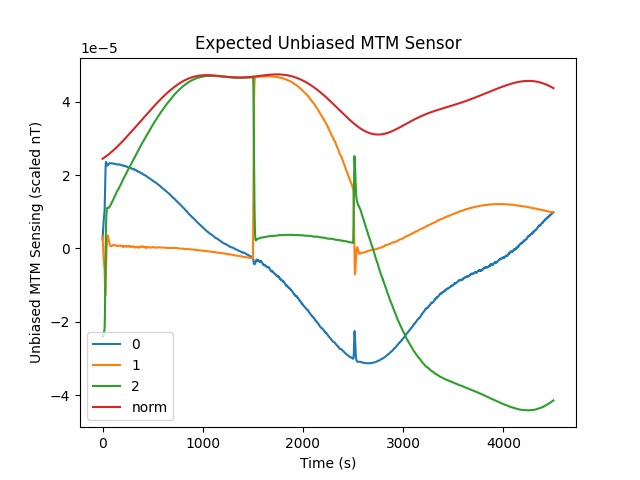 Expected Unbiased MTM Sensor
1e−5
Unbiased MTM Sensing (scaled nT)
4
2
0
−2
−4
0
1
2
norm
0 1000 2000 3000 4000
Time (s)